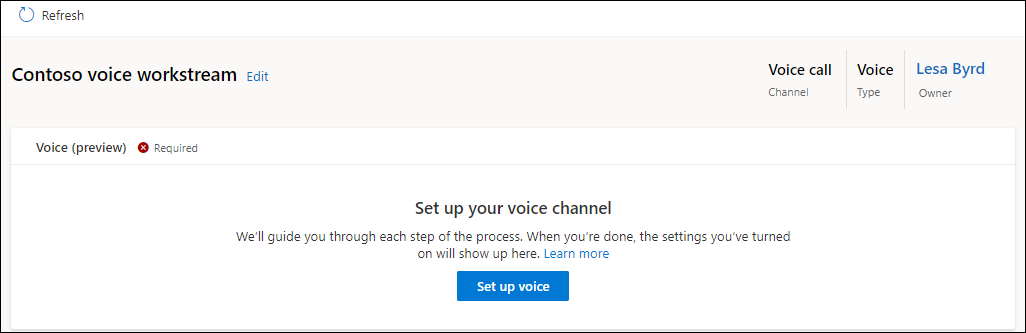 Refresh
Contoso voice workstream Edit
Voice call Voice Lesa Byrd
Channel Type Owner
Voice (preview) Required
Set up your voice channel
We'll guide you through each step of the process. When you're done, the settings you've turned
on will show up here. Learn more
Set up voice